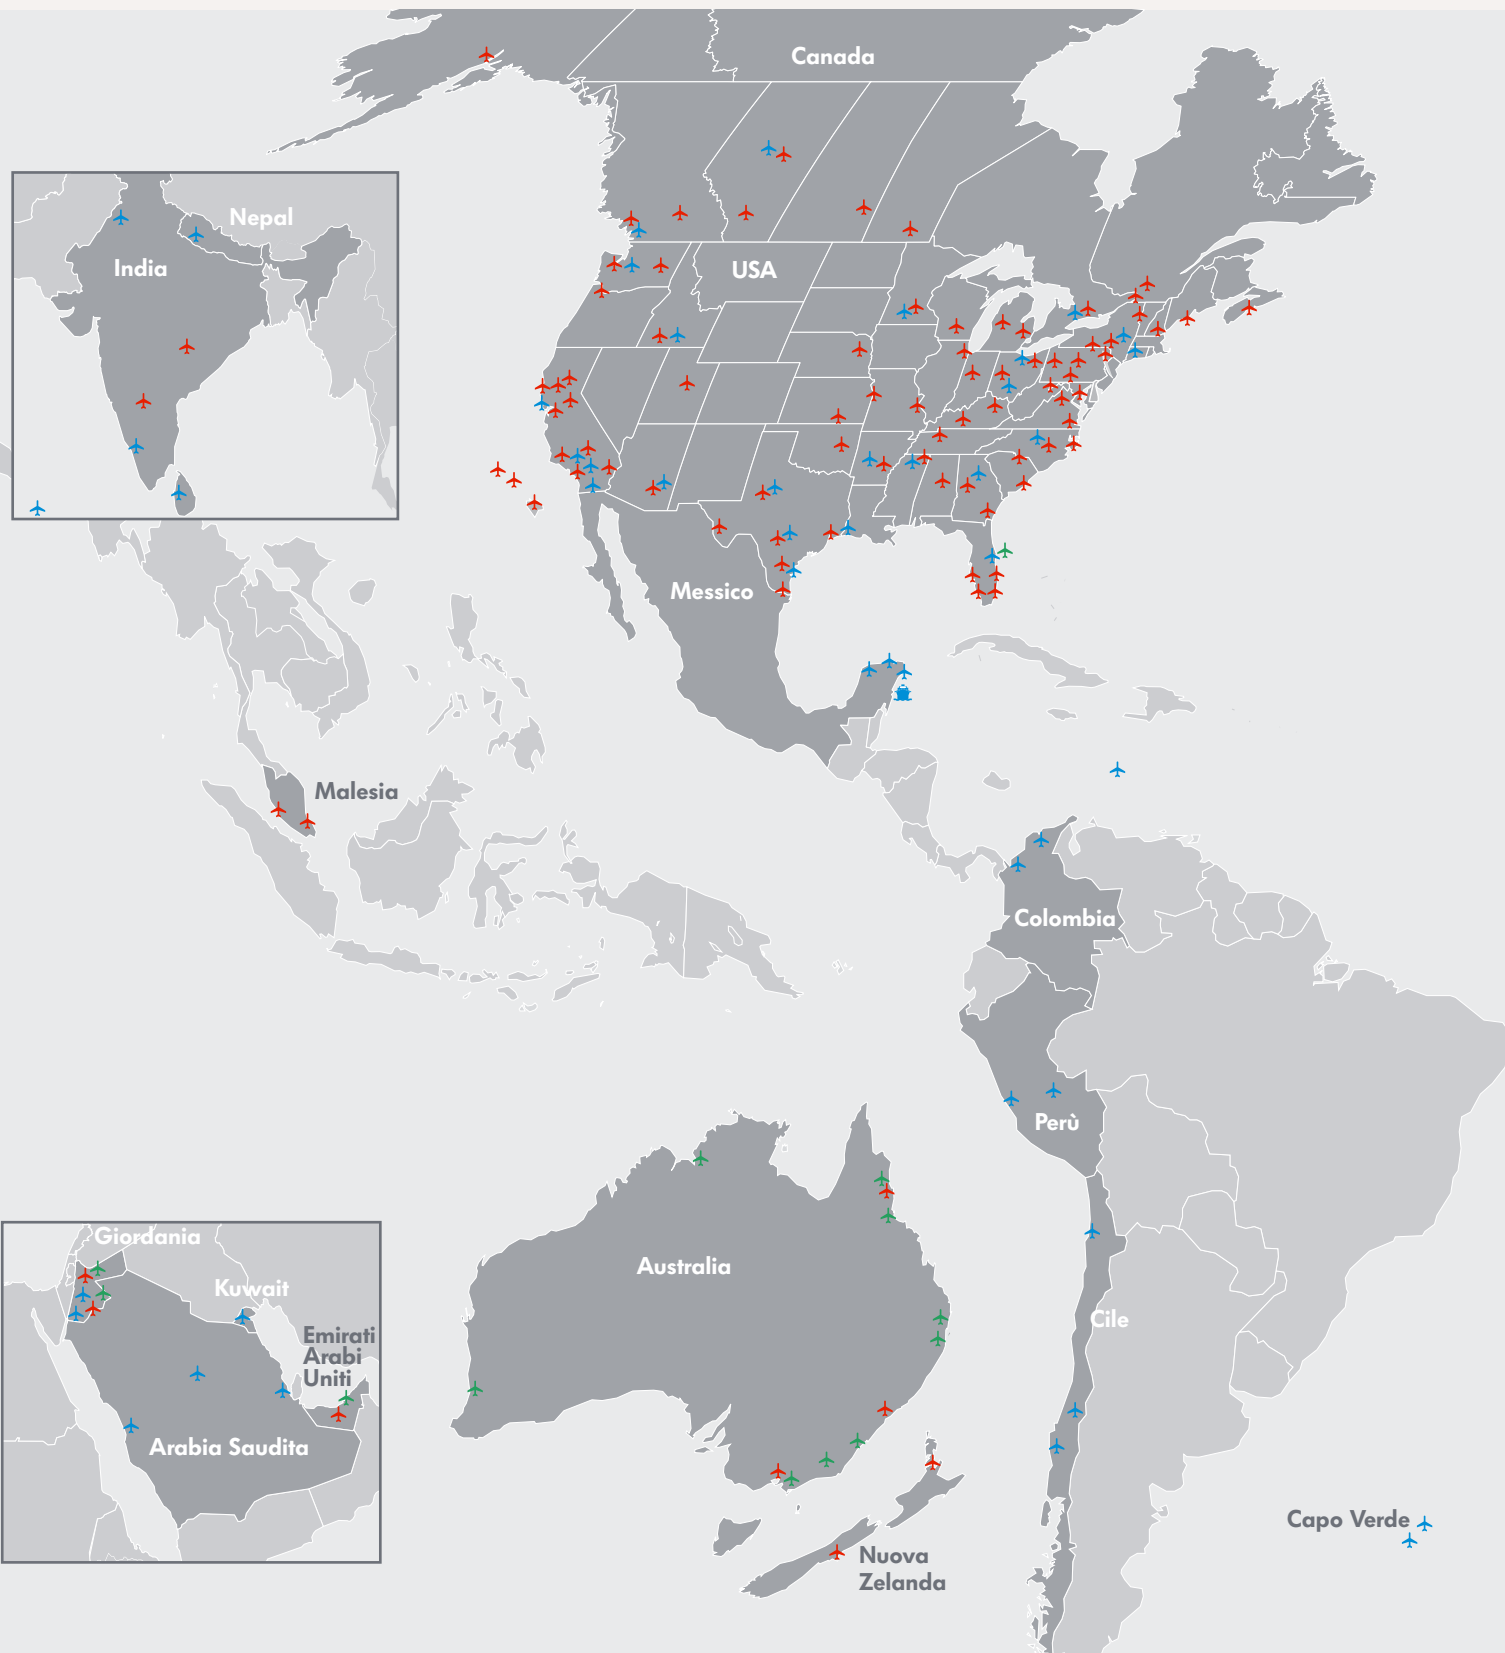 Canada
Nepal
India
USA
Messico
Malesia
Colombia
Perù
Giordania
Australia
Kuwait
Cile
Emirati
Arabi
Uniti
Arabia Saudita
Capo Verde
Nuova
Zelanda